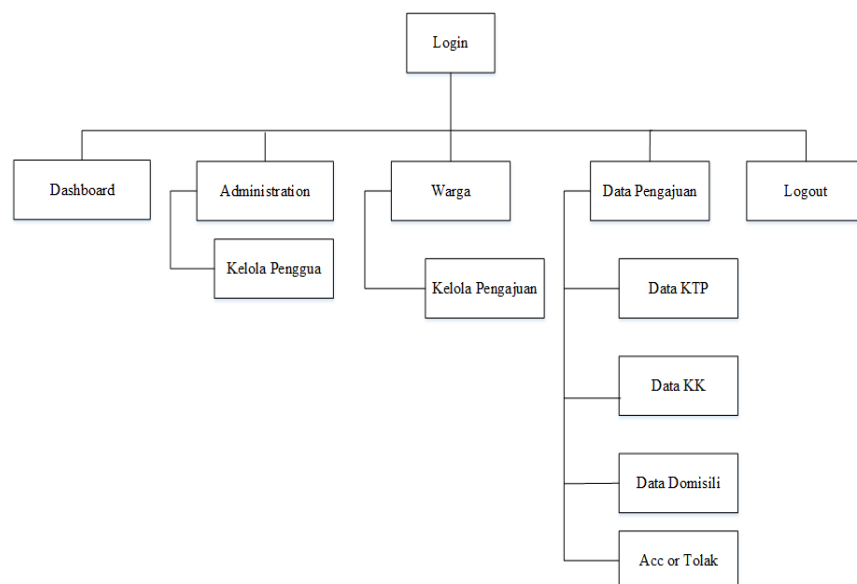 Login
Dashboard
Administration
Warga
Data Pengajuan
Logout
Kelola Penggua
Kelola Pengajuan
Data KTP
Data KK
Data Domisili
Acc or Tolak